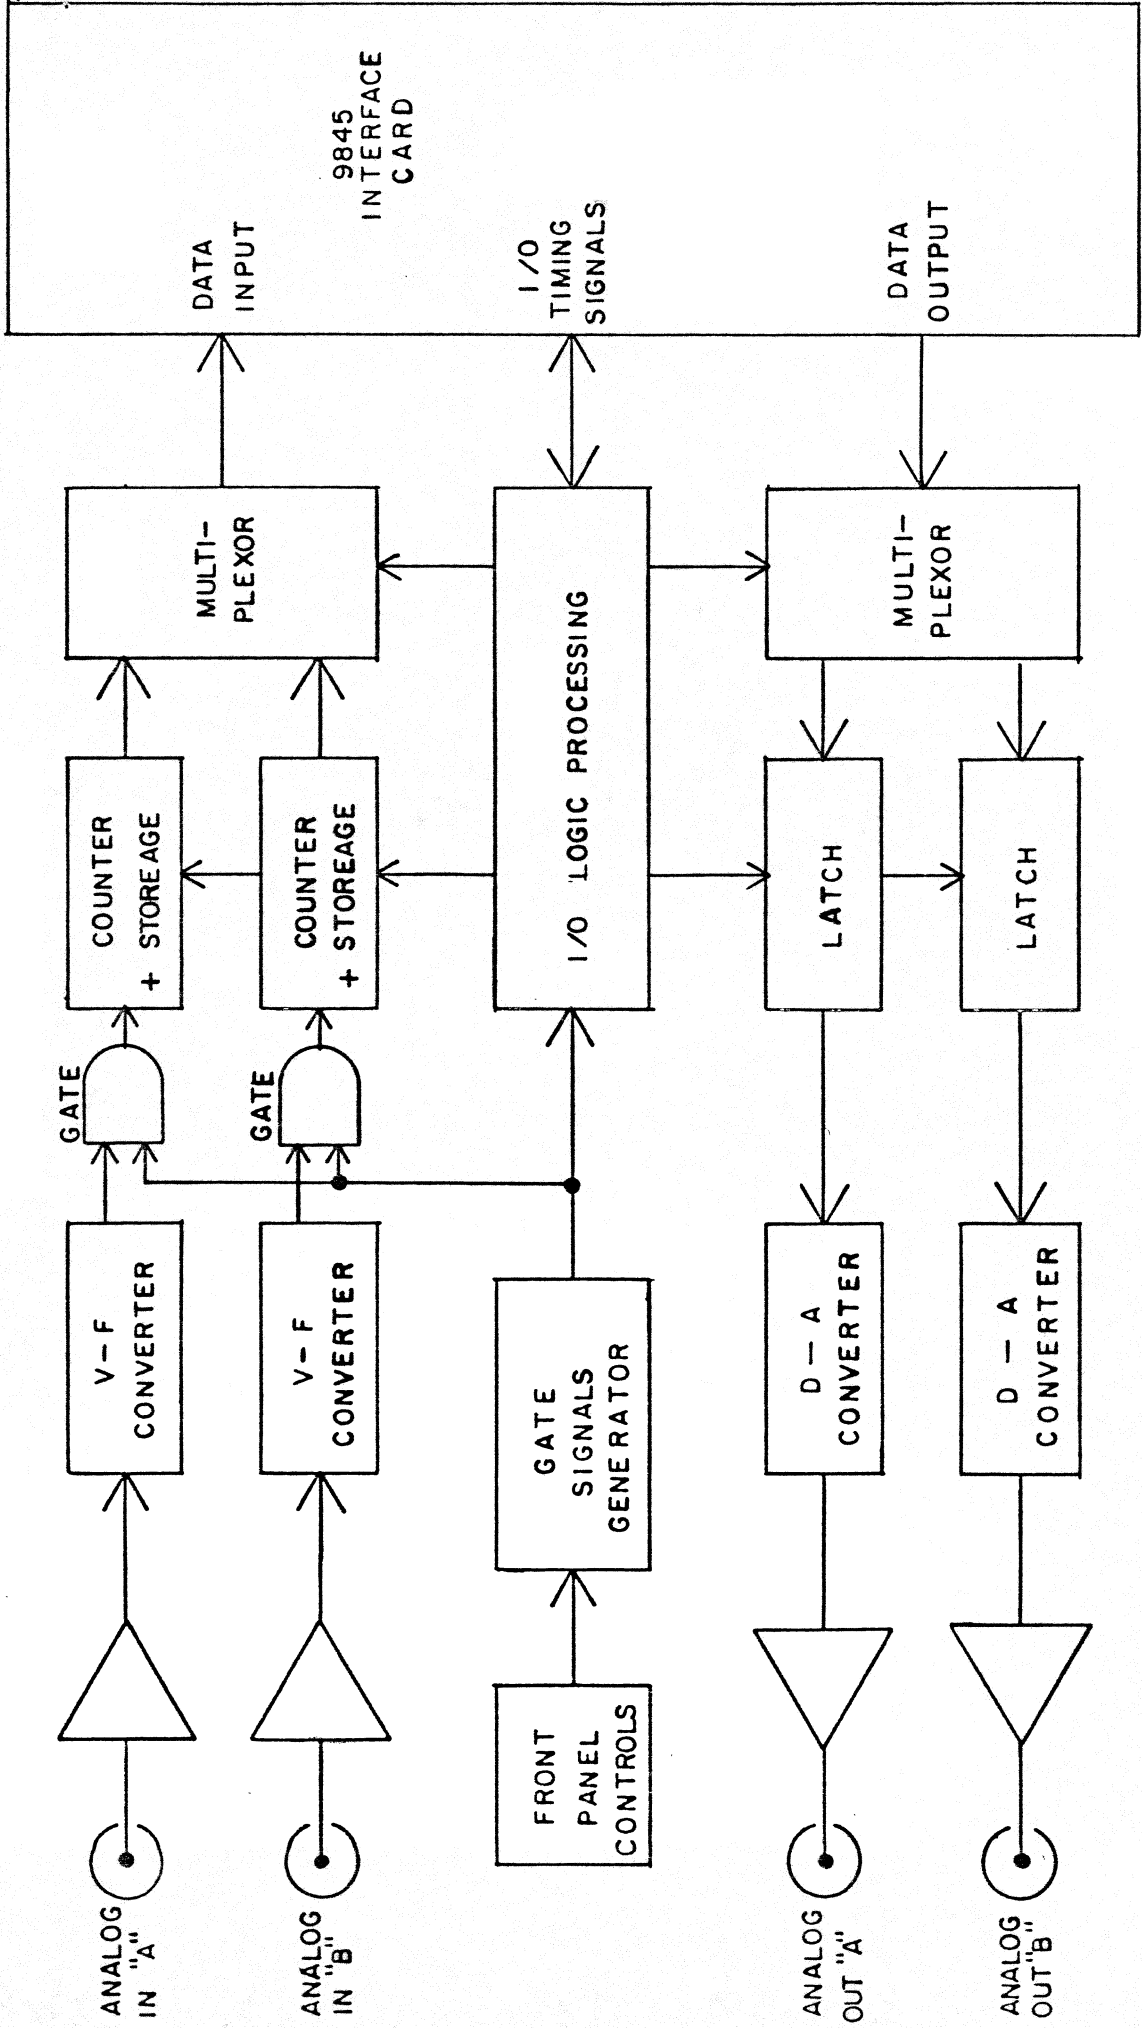 ANALOG
IN "A"
V-F
CONVERTER
GATE
COUNTER
+ STOREAGE
MULTI-
PLEXOR
DATA
INPUT
ANALOG
IN "B"
V-F
CONVERTER
GATE
COUNTER
+ STOREAGE
9845
INTERFACE
CARD
FRONT
PANEL
CONTROLS
GATE
SIGNALS
GENERATOR
I/O LOGIC PROCESSING
I/O
TIMING
SIGNALS
ANALOG
OUT "A"
D-A
CONVERTER
LATCH
MULTI-
PLEXOR
DATA
OUTPUT
ANALOG
OUT "B"
D-A
CONVERTER
LATCH